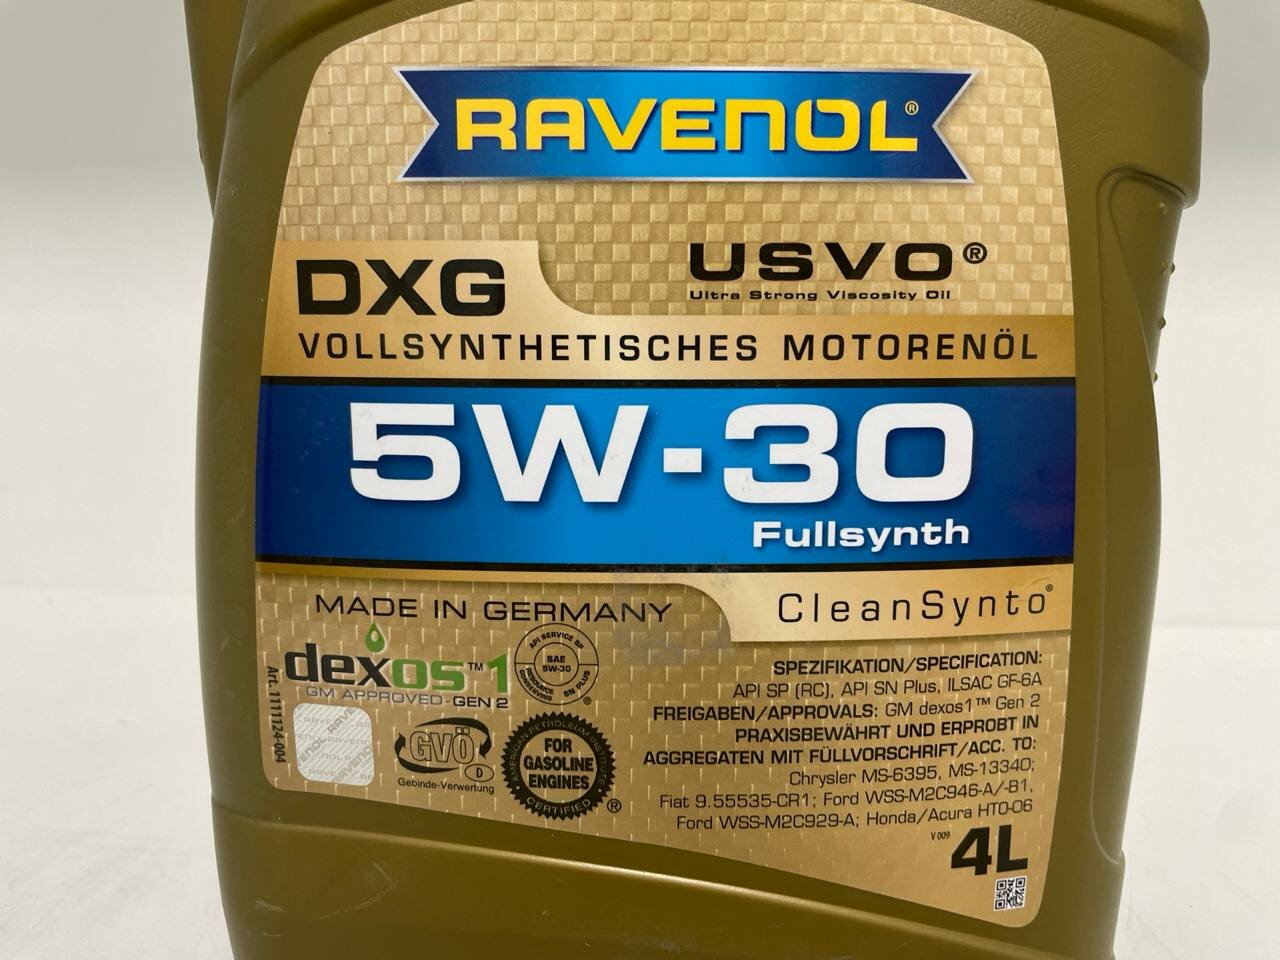 RAVENOL®
USVO®
Ultra Strong Viscosity Oil
DXG
VOLLSYNTHETISCHES MOTORENÖL
5W-30
Fullsynth
MADE IN GERMANY
CleanSynto®
dexos™1
GM APPROVED - GEN 2
API SERVICE SP
SAE
5W-30
RESOURCE CONSERVING
SN PLUS
®
Art. 1111124-004
RAVENOL
GVÖ
D
Gebinde-Verwertung
AMERICAN PETROLEUM INSTITUTE
FOR
GASOLINE
ENGINES
CERTIFIED
®
SPEZIFIKATION/SPECIFICATION:
API SP (RC), API SN Plus, ILSAC GF-6A
FREIGABEN/APPROVALS: GM dexos1™ Gen 2
PRAXISBEWÄHRT UND ERPROBT IN
AGGREGATEN MIT FÜLLVORSCHRIFT/ACC. TO:
Chrysler MS-6395, MS-13340;
Fiat 9.55535-CR1; Ford WSS-M2C946-A/-B1,
Ford WSS-M2C929-A; Honda/Acura HTO-06
V 009
4L